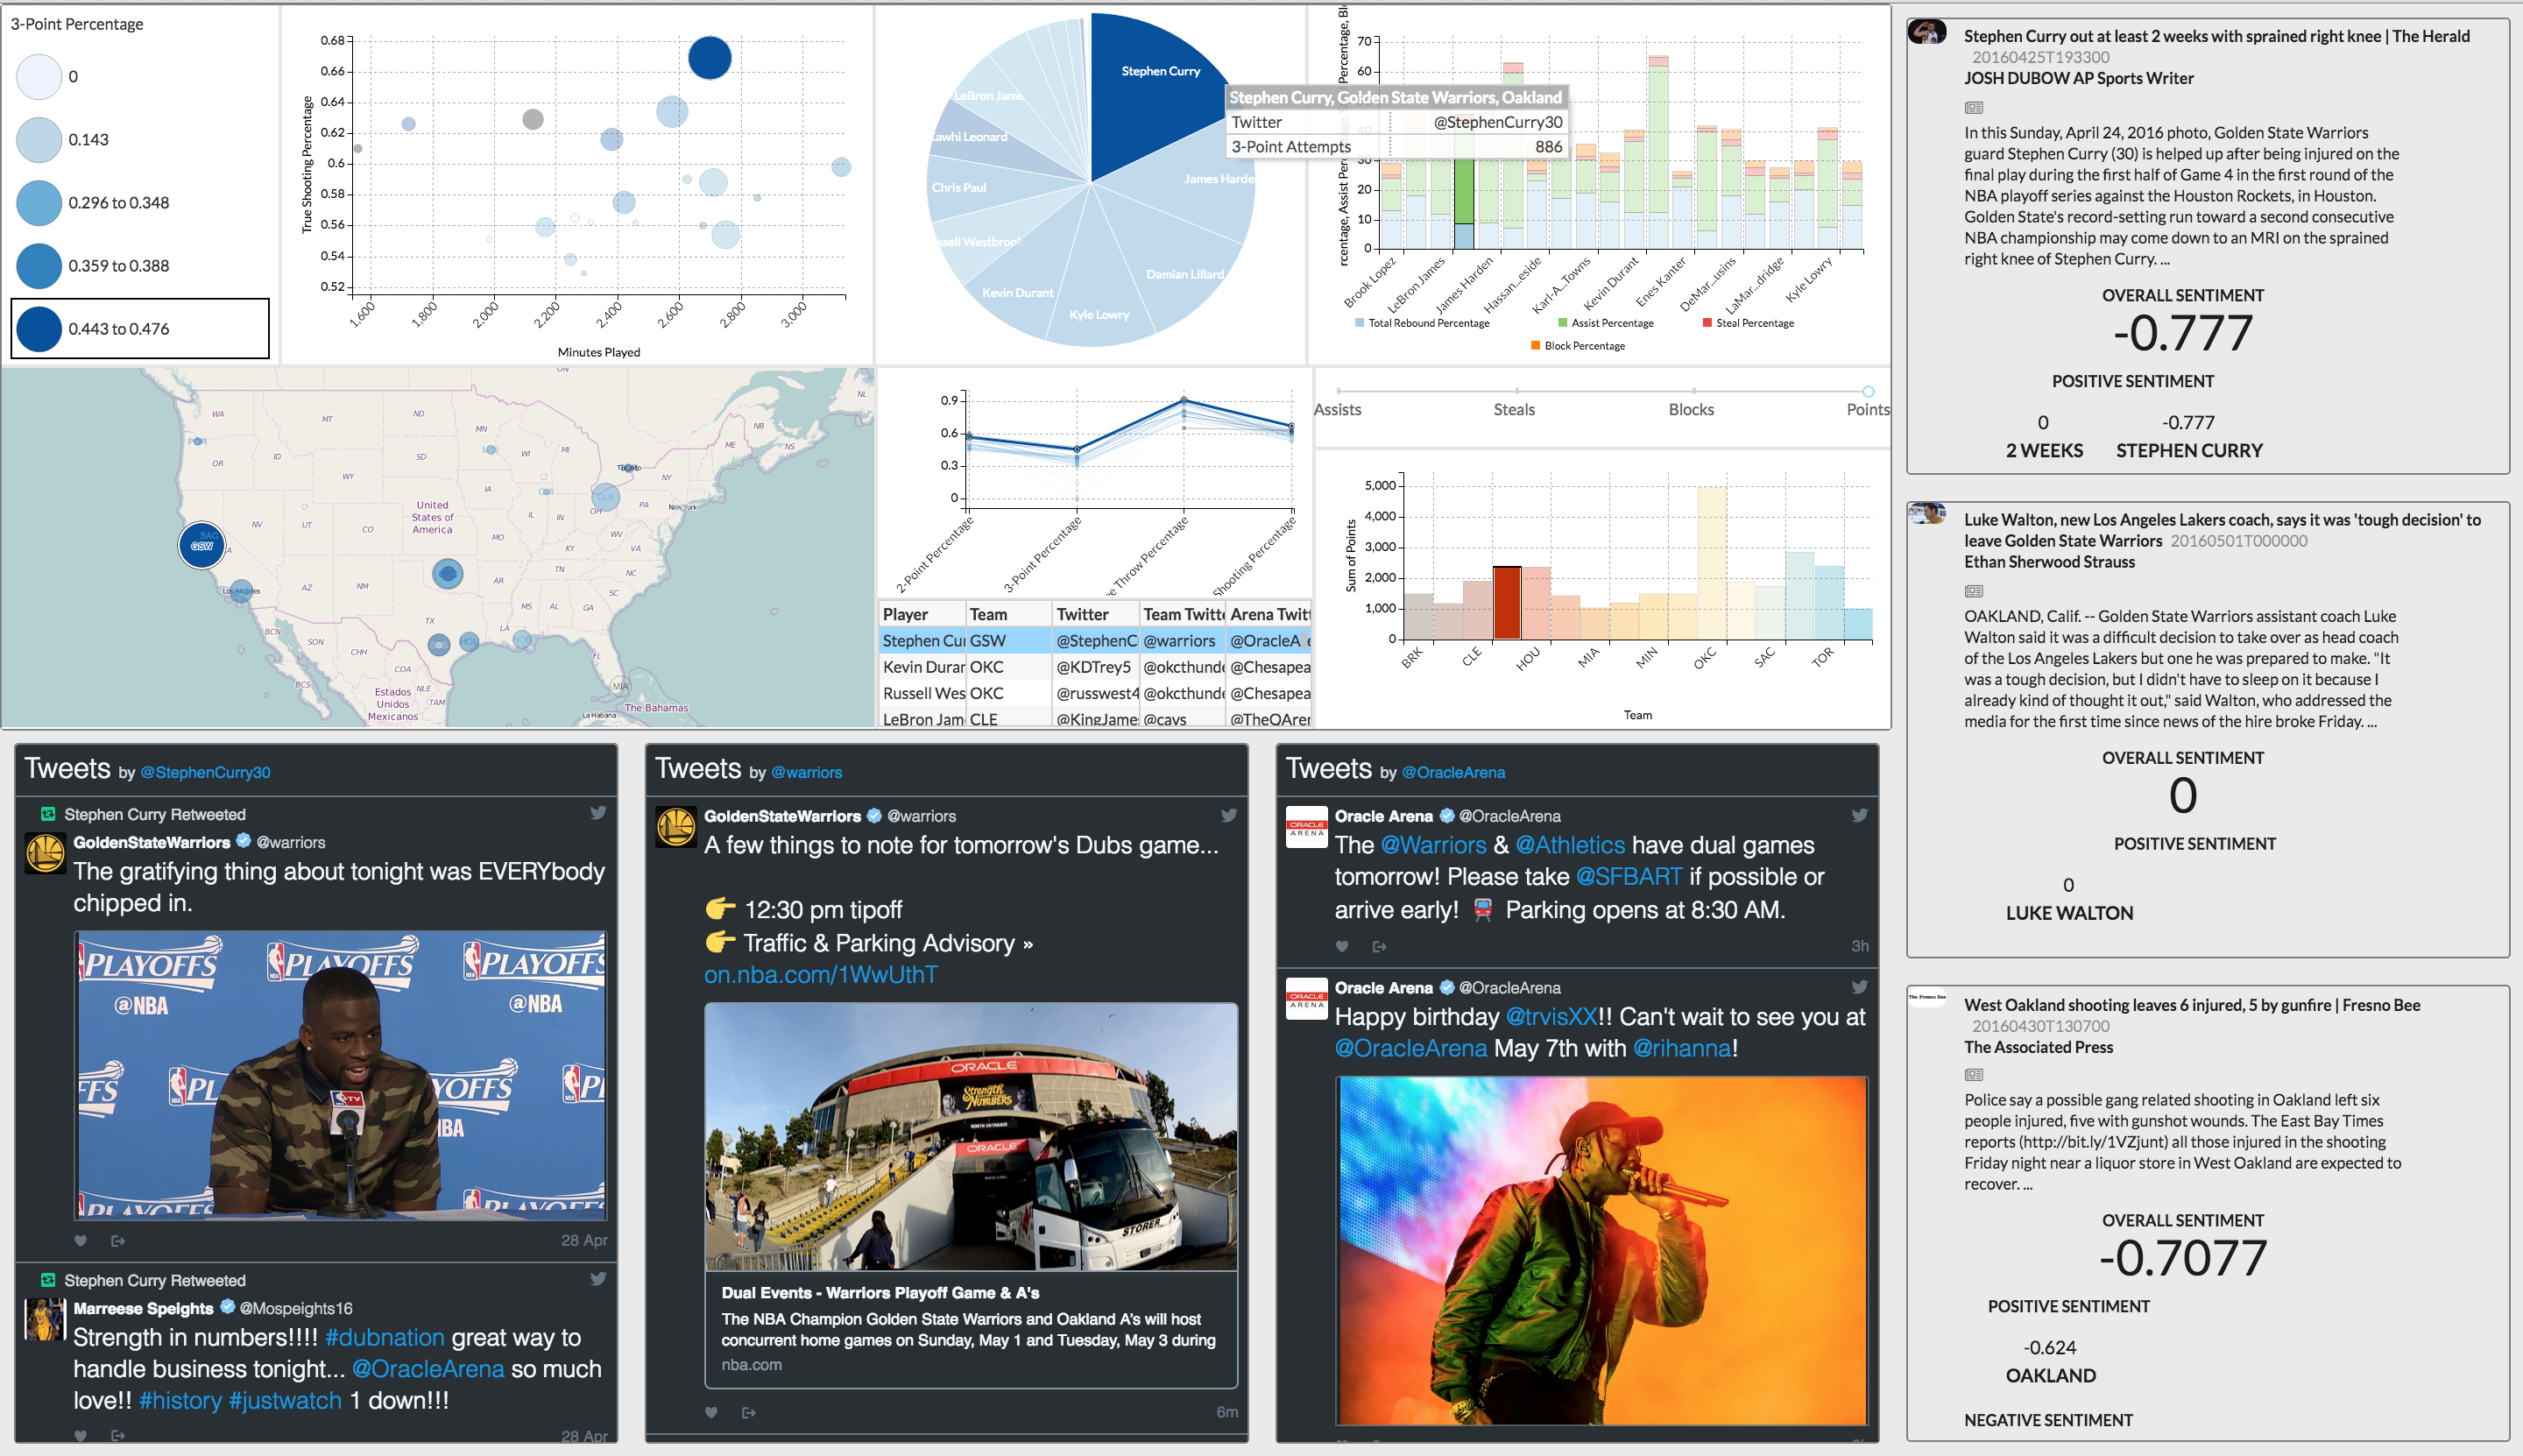 3-Point Percentage
0
0.143
0.296 to 0.348
0.359 to 0.388
0.443 to 0.476
True Shooting Percentage
0.68
0.66
0.64
0.62
0.6
0.58
0.56
0.54
0.52
1,600
1,800
2,000
2,200
2,400
2,600
2,800
3,000
Minutes Played
Stephen Curry
James Harde
Damian Lillard
Kyle Lowry
Kevin Durant
ssell Westbrook
Chris Paul
awhi Leonard
LeBron Jame
Stephen Curry, Golden State Warriors, Oakland
Twitter @StephenCurry30
3-Point Attempts 886
70
60
40
30
20
10
0
Brook Lopez
LeBron James
James Harden
Hassan...eside
Karl-A...Towns
Kevin Durant
Enes Kanter
DeMar...usins
LaMar...dridge
Kyle Lowry
Total Rebound Percentage
Assist Percentage
Steal Percentage
Block Percentage
WA
MT
ND
MN
OR
ID
SD
WI
MI
WY
IA
NY
ME
NB
NS
NL
ON
NV
UT
CO
United
States of
America
IL
IN
OH
PA
New York
Toronto
CLE
SAC
GSW
MO
KY
WV
VA
Los Angeles
AZ
NM
AR
TN
NC
SC
MS
AL
GA
TX
LA
HOU
FL
MIA
BCN
SON
CHH
COA
BCS
NLE
TAM
Estados
Unidos
Mexicanos
La Habana
The Bahamas
0.9
0.6
0.3
0
2-Point Percentage
3-Point Percentage
e Throw Percentage
Shooting Percentage
Player Team Twitter Team Twitte Arena Twitt
Stephen Cur GSW @StephenC @warriors @OracleA
Kevin Duran OKC @KDTrey5 @okcthunde @Chesapea
Russell Wes OKC @russwest4 @okcthunde @Chesapea
LeBron Jam CLE @KingJame @cavs @TheQArer
Assists
Steals
Blocks
Points
Sum of Points
5,000
4,000
3,000
2,000
1,000
0
BRK
CLE
HOU
MIA
MIN
OKC
SAC
TOR
Team
Tweets by @StephenCurry30
Stephen Curry Retweeted
GoldenStateWarriors @warriors
The gratifying thing about tonight was EVERYbody
chipped in.
PLAYOFFS
@NBA
28 Apr
Stephen Curry Retweeted
Marreese Speights @Mospeights16
Strength in numbers!!!! #dubnation great way to
handle business tonight... @OracleArena so much
love!! #history #justwatch 1 down!!!
28 Apr
Tweets by @warriors
GoldenStateWarriors @warriors
A few things to note for tomorrow's Dubs game...
👉 12:30 pm tipoff
👉 Traffic & Parking Advisory »
on.nba.com/1WwUthT
ORACLE
Strength
Numbers
NORTH ENTRANCE
ORACLE
STORER
Dual Events - Warriors Playoff Game & A's
The NBA Champion Golden State Warriors and Oakland A's will host
concurrent home games on Sunday, May 1 and Tuesday, May 3 during
nba.com
6m
Tweets by @OracleArena
ORACLE
ARENA
Oracle Arena @OracleArena
The @Warriors & @Athletics have dual games
tomorrow! Please take @SFBART if possible or
arrive early! 🚆 Parking opens at 8:30 AM.
3h
ORACLE
ARENA
Oracle Arena @OracleArena
Happy birthday @trvisXX!! Can't wait to see you at
@OracleArena May 7th with @rihanna!
Stephen Curry out at least 2 weeks with sprained right knee | The Herald
20160425T193300
JOSH DUBOW AP Sports Writer
In this Sunday, April 24, 2016 photo, Golden State Warriors
guard Stephen Curry (30) is helped up after being injured on the
final play during the first half of Game 4 in the first round of the
NBA playoff series against the Houston Rockets, in Houston.
Golden State's record-setting run toward a second consecutive
NBA championship may come down to an MRI on the sprained
right knee of Stephen Curry. ...
OVERALL SENTIMENT
-0.777
POSITIVE SENTIMENT
0 -0.777
2 WEEKS STEPHEN CURRY
Luke Walton, new Los Angeles Lakers coach, says it was 'tough decision' to
leave Golden State Warriors 20160501T000000
Ethan Sherwood Strauss
OAKLAND, Calif. -- Golden State Warriors assistant coach Luke
Walton said it was a difficult decision to take over as head coach
of the Los Angeles Lakers but one he was prepared to make. "It
was a tough decision, but I didn't have to sleep on it because I
already kind of thought it out," said Walton, who addressed the
media for the first time since news of the hire broke Friday. ...
OVERALL SENTIMENT
0
POSITIVE SENTIMENT
0
LUKE WALTON
The Fresno Bee
West Oakland shooting leaves 6 injured, 5 by gunfire | Fresno Bee
20160430T130700
The Associated Press
Police say a possible gang related shooting in Oakland left six
people injured, five with gunshot wounds. The East Bay Times
reports (http://bit.ly/1VZjunt) all those injured in the shooting
Friday night near a liquor store in West Oakland are expected to
recover. ...
OVERALL SENTIMENT
-0.7077
POSITIVE SENTIMENT
-0.624
OAKLAND
NEGATIVE SENTIMENT